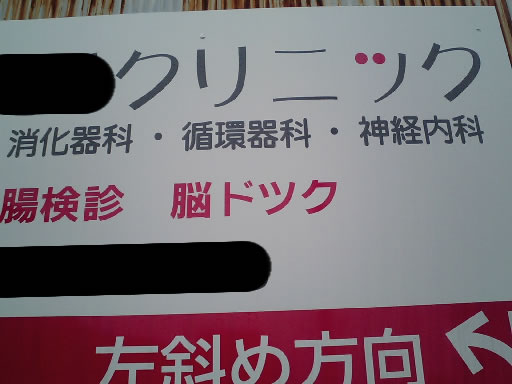 クリニック
消化器科・循環器科・神経内科
腸検診 脳ドツク
左斜め方向